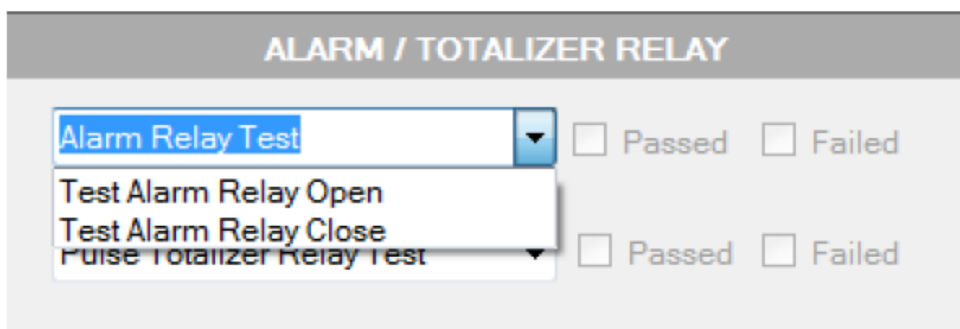 ALARM / TOTALIZER RELAY
Alarm Relay Test Passed Failed
Test Alarm Relay Open
Test Alarm Relay Close
Pulse Totalizer Relay Test Passed Failed